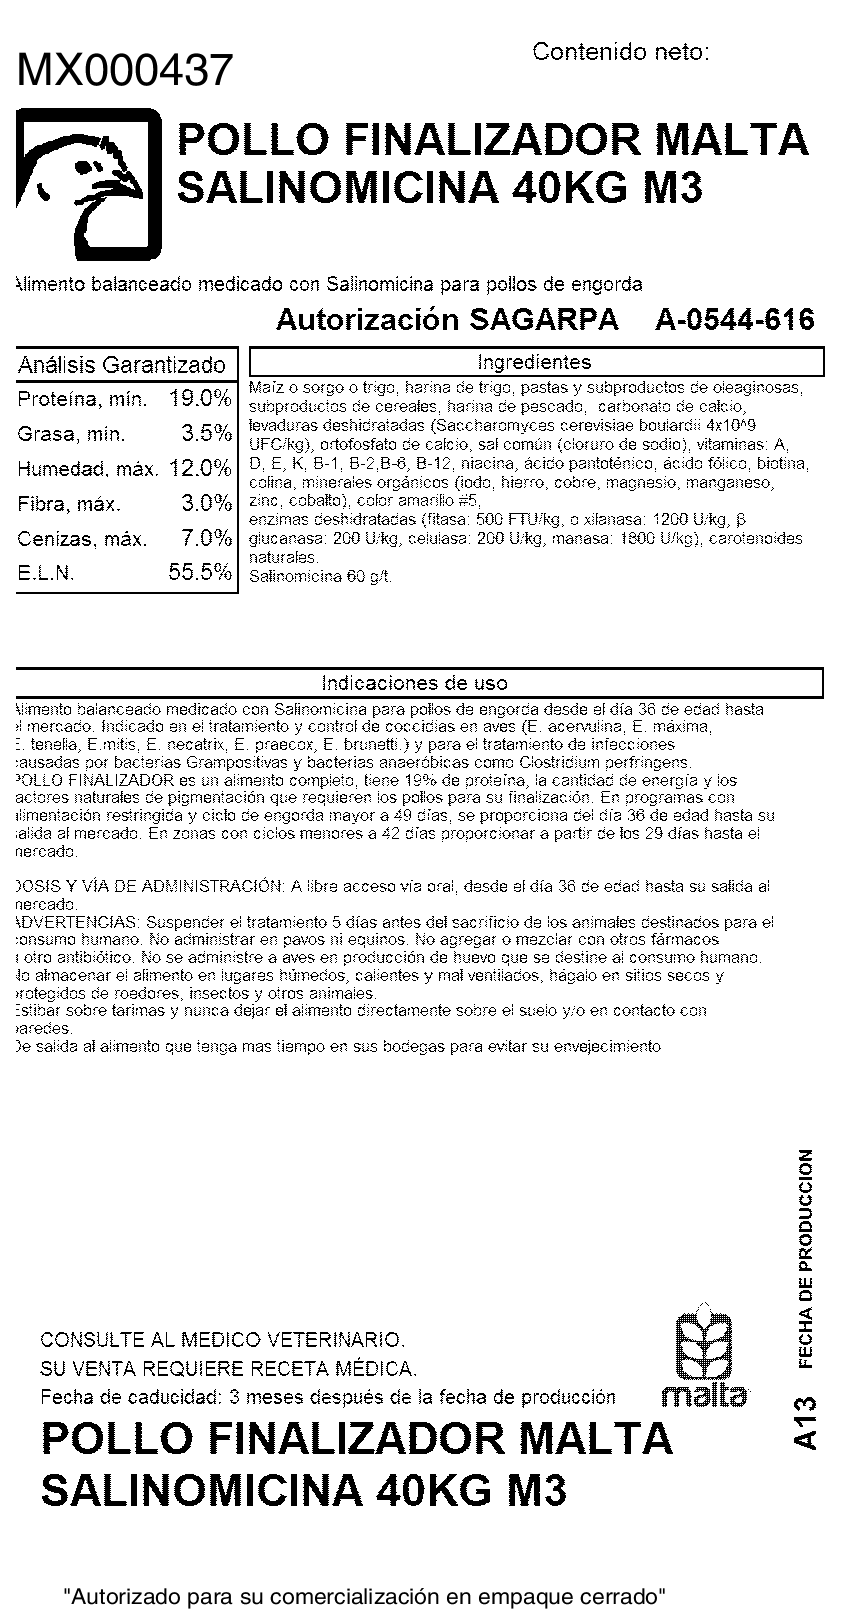 Contenido neto:
MX000437
POLLO FINALIZADOR MALTA
SALINOMICINA 40KG M3
Alimento balanceado medicado con Salinomicina para pollos de engorda
Autorización SAGARPA A-0544-616
Análisis Garantizado
Proteína, mín. 19.0%
Grasa, mín. 3.5%
Humedad, máx. 12.0%
Fibra, máx. 3.0%
Cenizas, máx. 7.0%
E.L.N. 55.5%
Ingredientes
Maíz o sorgo o trigo, harina de trigo, pastas y subproductos de oleaginosas,
subproductos de cereales, harina de pescado, carbonato de calcio,
levaduras deshidratadas (Saccharomyces cerevisiae boulardii 4x10^9
UFC/kg), ortofosfato de calcio, sal común (cloruro de sodio), vitaminas: A,
D, E, K, B-1, B-2,B-6, B-12, niacina, ácido pantoténico, ácido fólico, biotina,
colina, minerales orgánicos (iodo, hierro, cobre, magnesio, manganeso,
zinc, cobalto), color amarillo #5,
enzimas deshidratadas (fitasa: 500 FTU/kg, o xilanasa: 1200 U/kg, β
glucanasa: 200 U/kg, celulasa: 200 U/kg, manasa: 1800 U/kg), carotenoides
naturales.
Salinomicina 60 g/t.
Indicaciones de uso
Alimento balanceado medicado con Salinomicina para pollos de engorda desde el día 36 de edad hasta
el mercado. Indicado en el tratamiento y control de coccidias en aves (E. acervulina, E. máxima,
E. tenella, E.mitis, E. necatrix, E. praecox, E. brunetti.) y para el tratamiento de infecciones
causadas por bacterias Grampositivas y bacterias anaeróbicas como Clostridium perfringens.
POLLO FINALIZADOR es un alimento completo, tiene 19% de proteína, la cantidad de energía y los
factores naturales de pigmentación que requieren los pollos para su finalización. En programas con
alimentación restringida y ciclo de engorda mayor a 49 días, se proporciona del día 36 de edad hasta su
salida al mercado. En zonas con ciclos menores a 42 días proporcionar a partir de los 29 días hasta el
mercado.
DOSIS Y VÍA DE ADMINISTRACIÓN: A libre acceso vía oral, desde el día 36 de edad hasta su salida al
mercado.
ADVERTENCIAS: Suspender el tratamiento 5 días antes del sacrificio de los animales destinados para el
consumo humano. No administrar en pavos ni equinos. No agregar o mezclar con otros fármacos
u otro antibiótico. No se administre a aves en producción de huevo que se destine al consumo humano.
No almacenar el alimento en lugares húmedos, calientes y mal ventilados, hágalo en sitios secos y
protegidos de roedores, insectos y otros animales.
Estibar sobre tarimas y nunca dejar el alimento directamente sobre el suelo y/o en contacto con
paredes.
De salida al alimento que tenga mas tiempo en sus bodegas para evitar su envejecimiento
A13 FECHA DE PRODUCCION
CONSULTE AL MEDICO VETERINARIO.
SU VENTA REQUIERE RECETA MÉDICA.
Fecha de caducidad: 3 meses después de la fecha de producción
malta
POLLO FINALIZADOR MALTA
SALINOMICINA 40KG M3
"Autorizado para su comercialización en empaque cerrado"